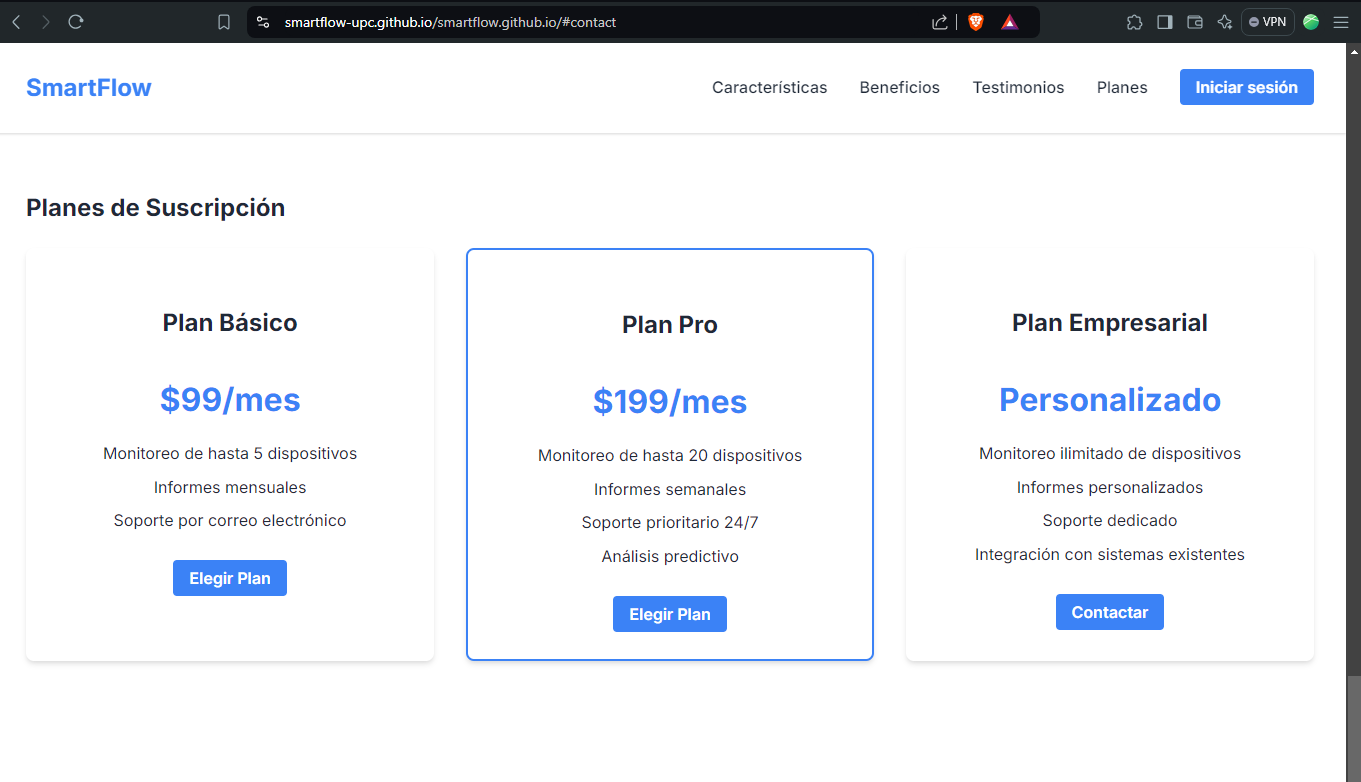 smartflow-upc.github.io/smartflow.github.io/#contact
VPN
SmartFlow
Características
Beneficios
Testimonios
Planes
Iniciar sesión
Planes de Suscripción
Plan Básico
$99/mes
Monitoreo de hasta 5 dispositivos
Informes mensuales
Soporte por correo electrónico
Elegir Plan
Plan Pro
$199/mes
Monitoreo de hasta 20 dispositivos
Informes semanales
Soporte prioritario 24/7
Análisis predictivo
Elegir Plan
Plan Empresarial
Personalizado
Monitoreo ilimitado de dispositivos
Informes personalizados
Soporte dedicado
Integración con sistemas existentes
Contactar